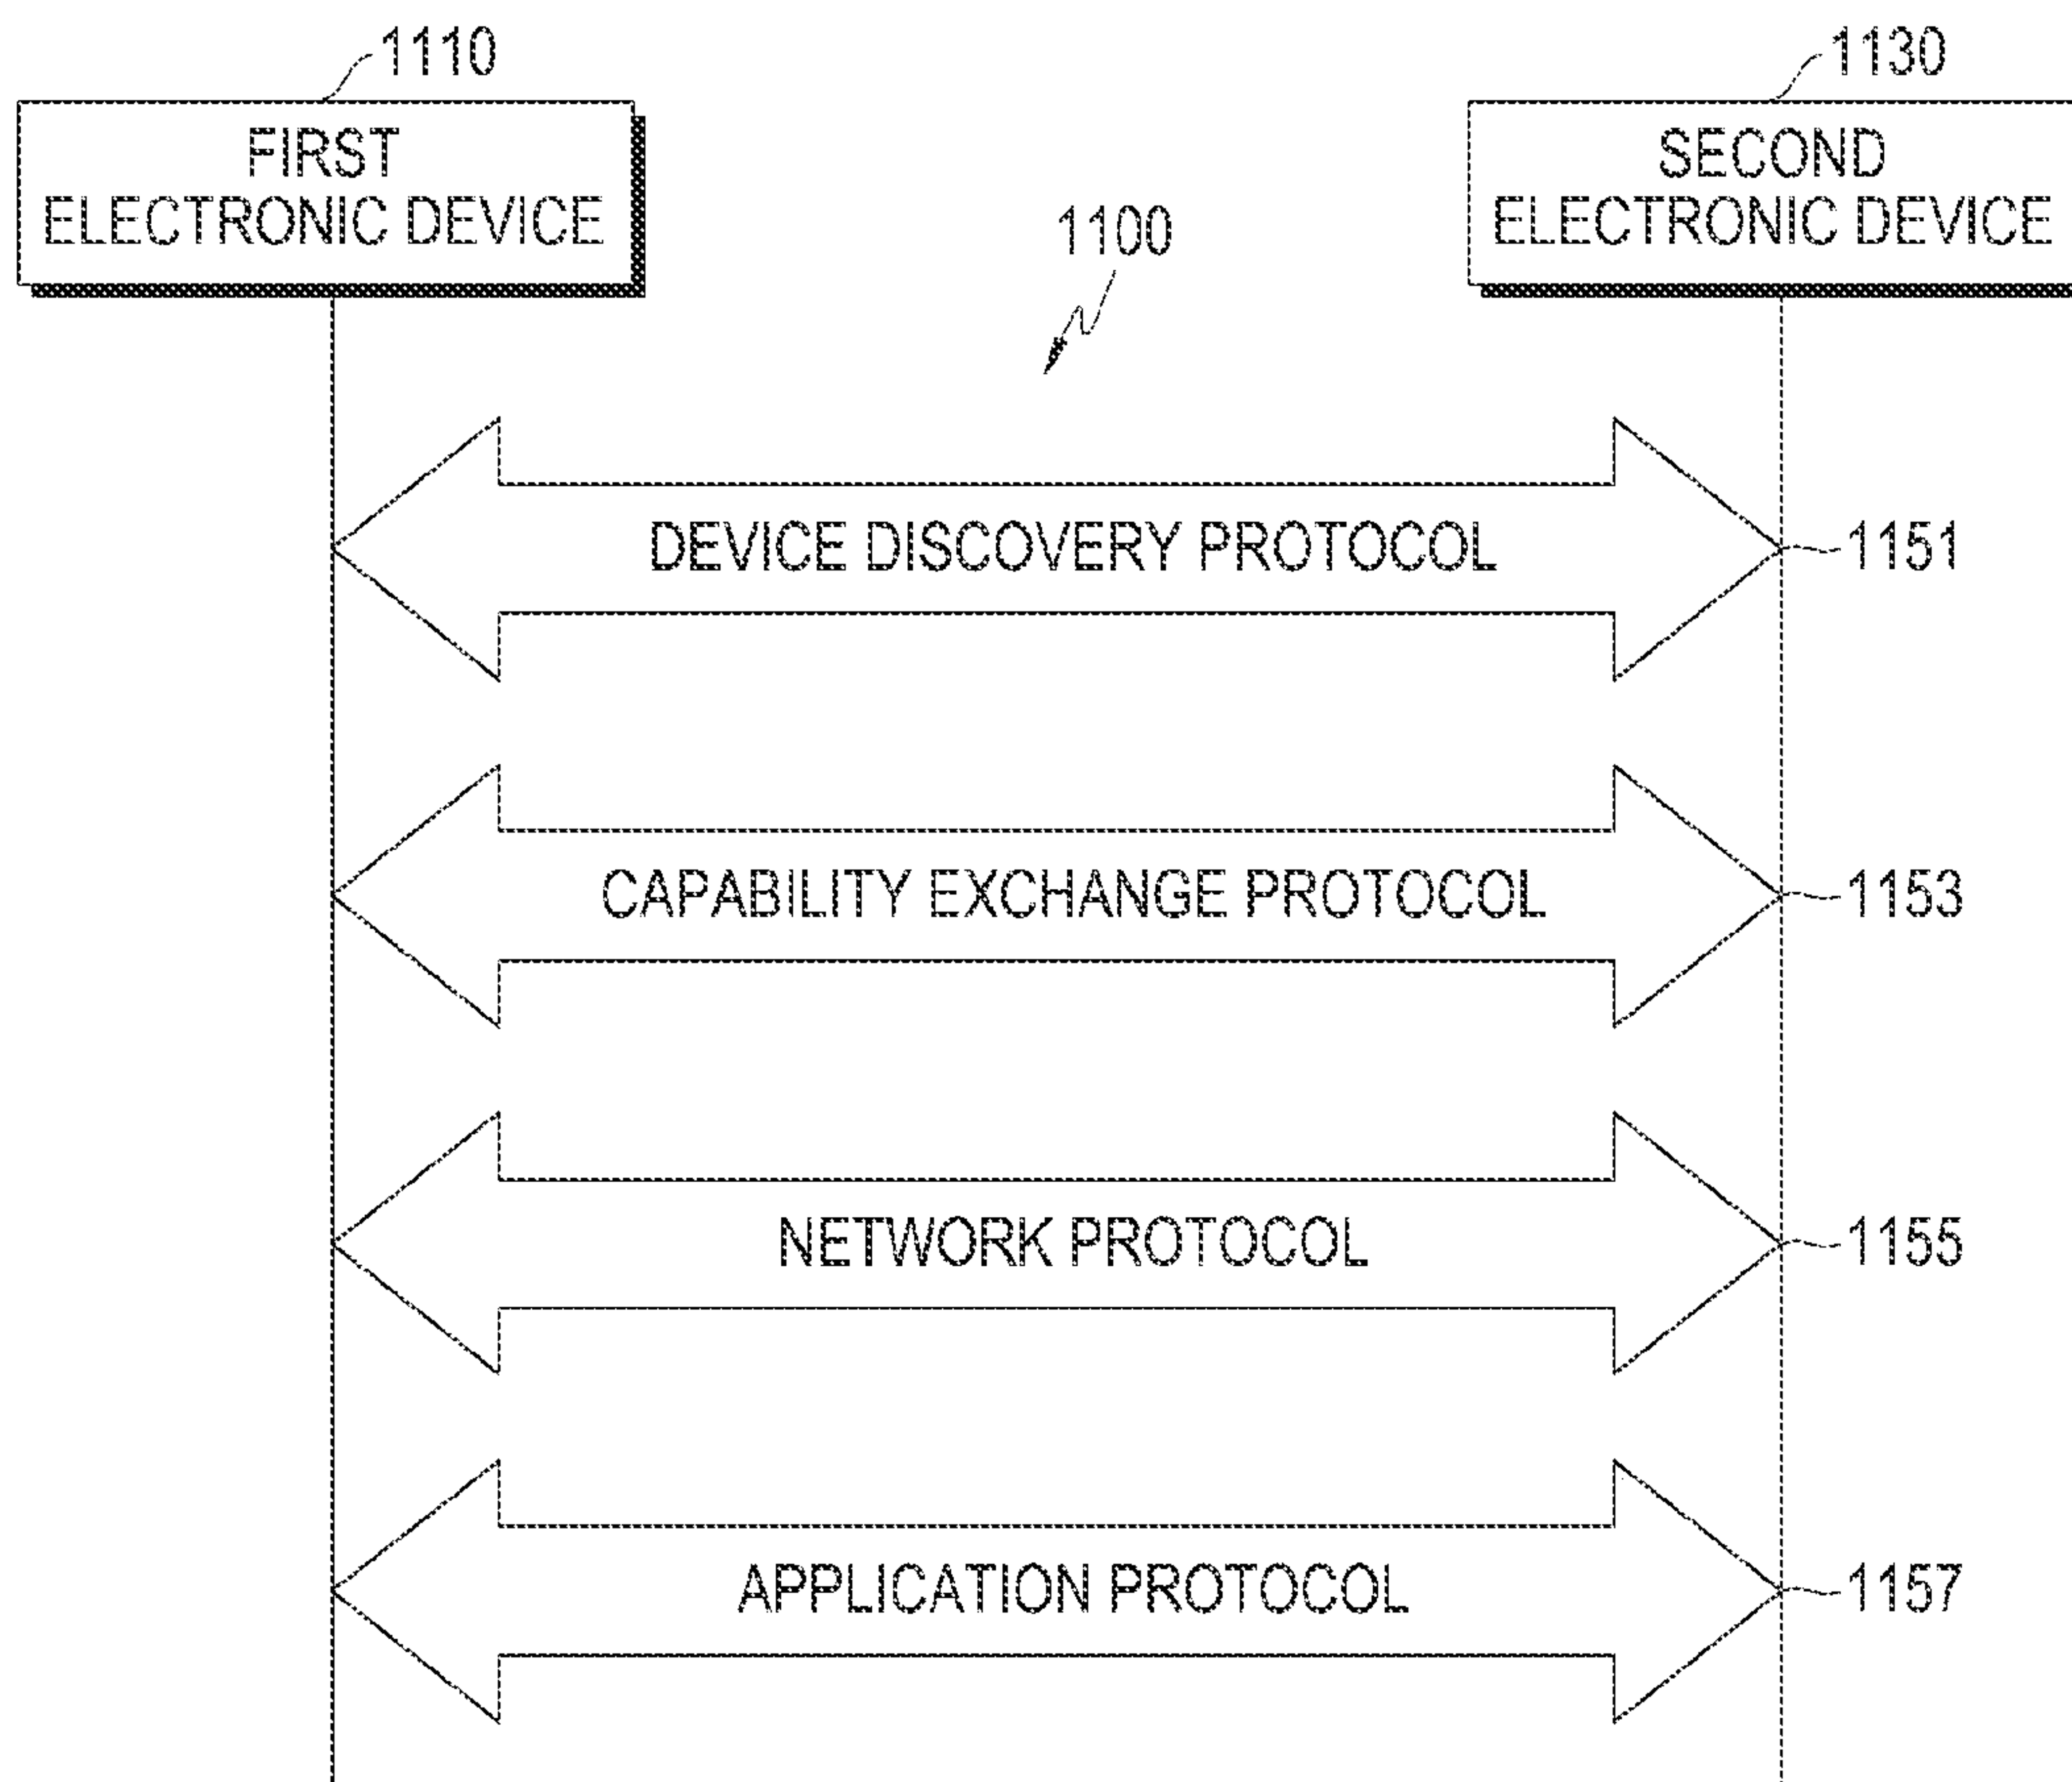 1110
1130
FIRST
ELECTRONIC DEVICE
SECOND
ELECTRONIC DEVICE
1100
DEVICE DISCOVERY PROTOCOL
1151
CAPABILITY EXCHANGE PROTOCOL
1153
NETWORK PROTOCOL
1155
APPLICATION PROTOCOL
1157